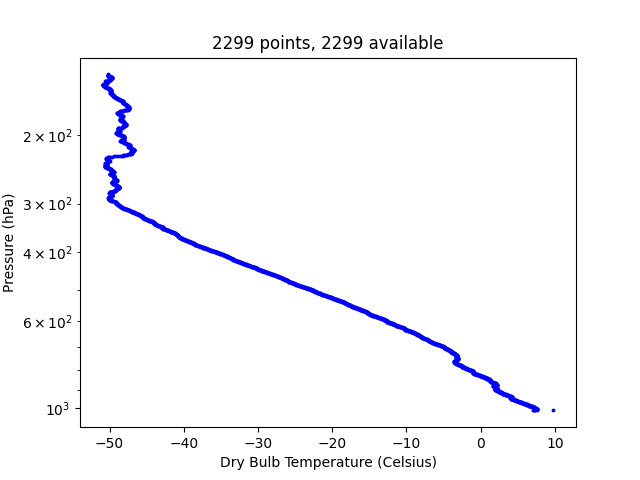 2299 points, 2299 available
2 × 10²
3 × 10²
4 × 10²
6 × 10²
10³
Pressure (hPa)
−50 −40 −30 −20 −10 0 10
Dry Bulb Temperature (Celsius)